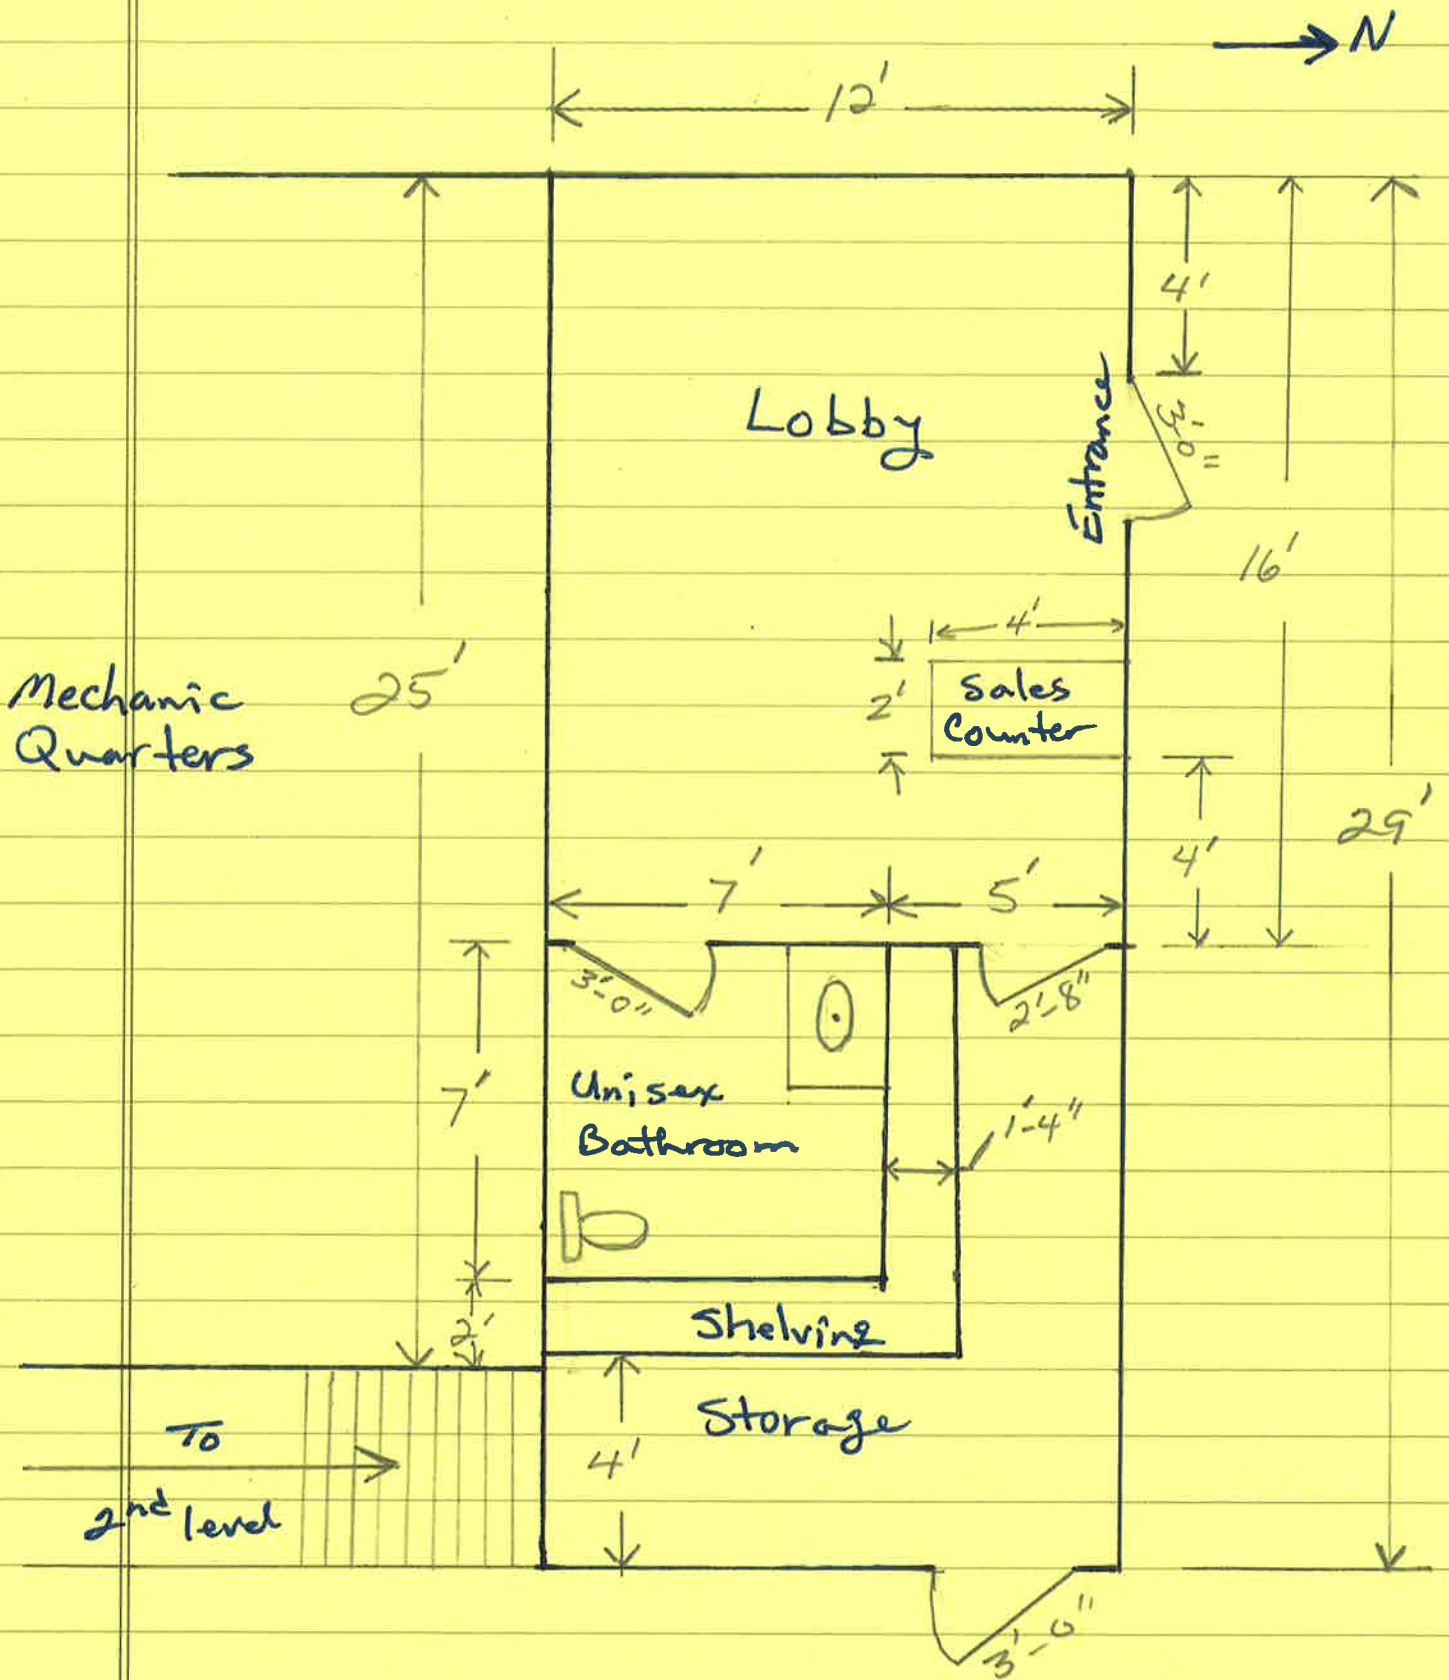 N
12'
4'
Lobby
Entrance
3'-0"
16'
4'
Mechanic
Quarters
25'
2'
Sales
Counter
29'
4'
7'
5'
3'-0"
2'-8"
7'
Unisex
Bathroom
1'-4"
2'
Shelving
Storage
To
4'
2nd level
3'-0"